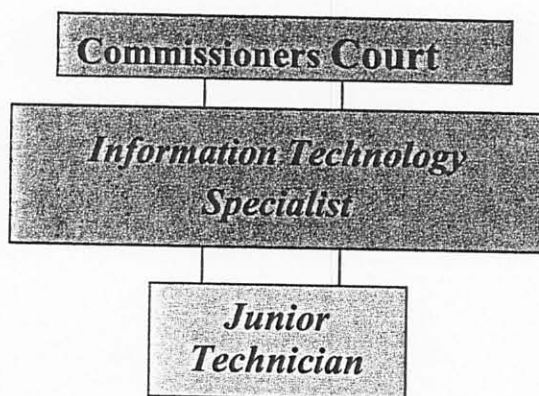 Commissioners Court
Information Technology
Specialist
Junior
Technician